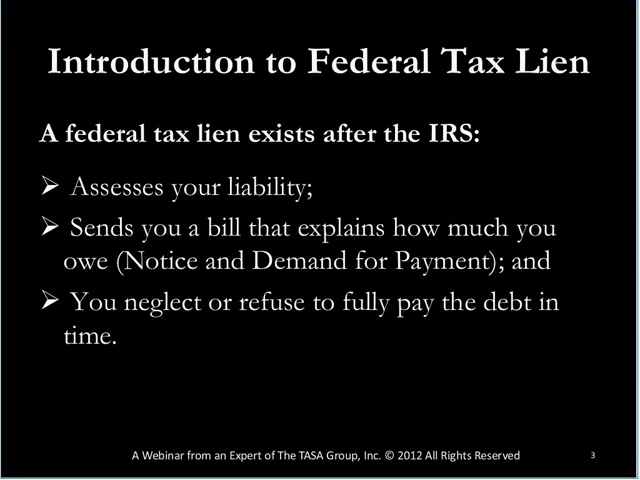 Introduction to Federal Tax Lien
A federal tax lien exists after the IRS:
➢ Assesses your liability;
➢ Sends you a bill that explains how much you
owe (Notice and Demand for Payment); and
➢ You neglect or refuse to fully pay the debt in
time.
A Webinar from an Expert of The TASA Group, Inc. © 2012 All Rights Reserved
3